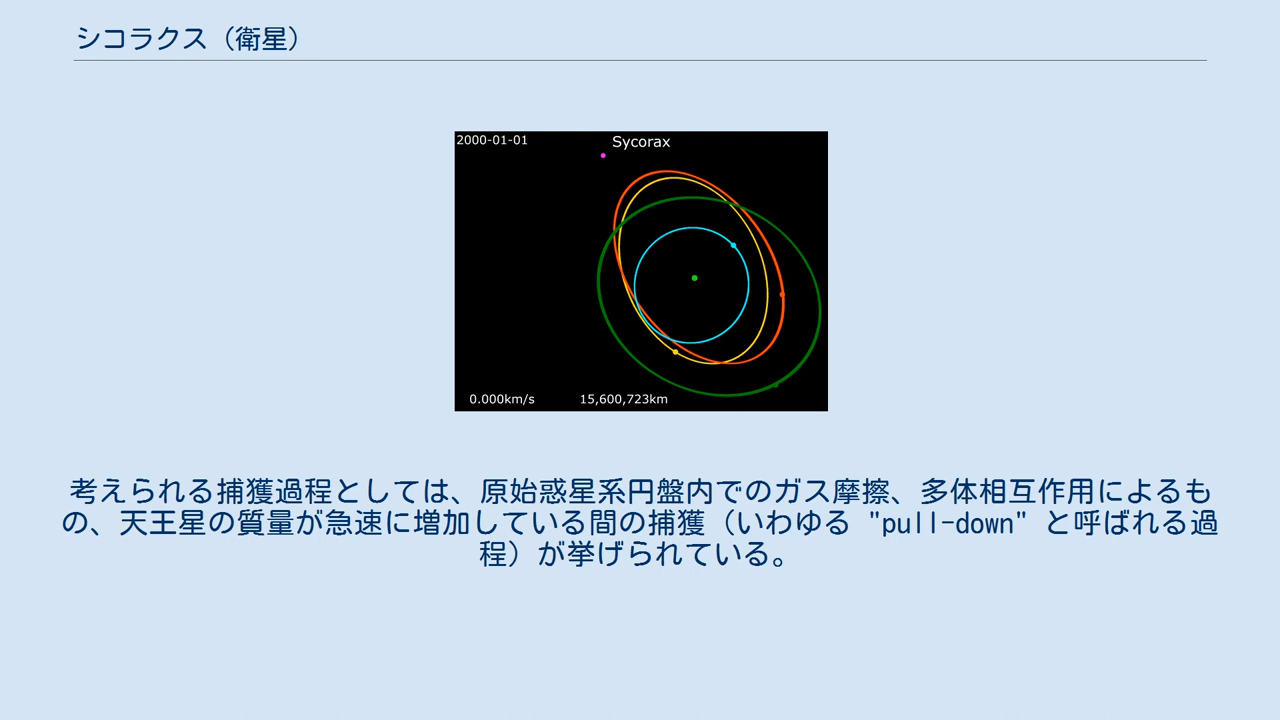 シコラクス（衛星）
2000-01-01
Sycorax
0.000km/s
15,600,723km
考えられる捕獲過程としては、原始惑星系円盤内でのガス摩擦、多体相互作用によるも
の、天王星の質量が急速に増加している間の捕獲（いわゆる "pull-down" と呼ばれる過
程）が挙げられている。